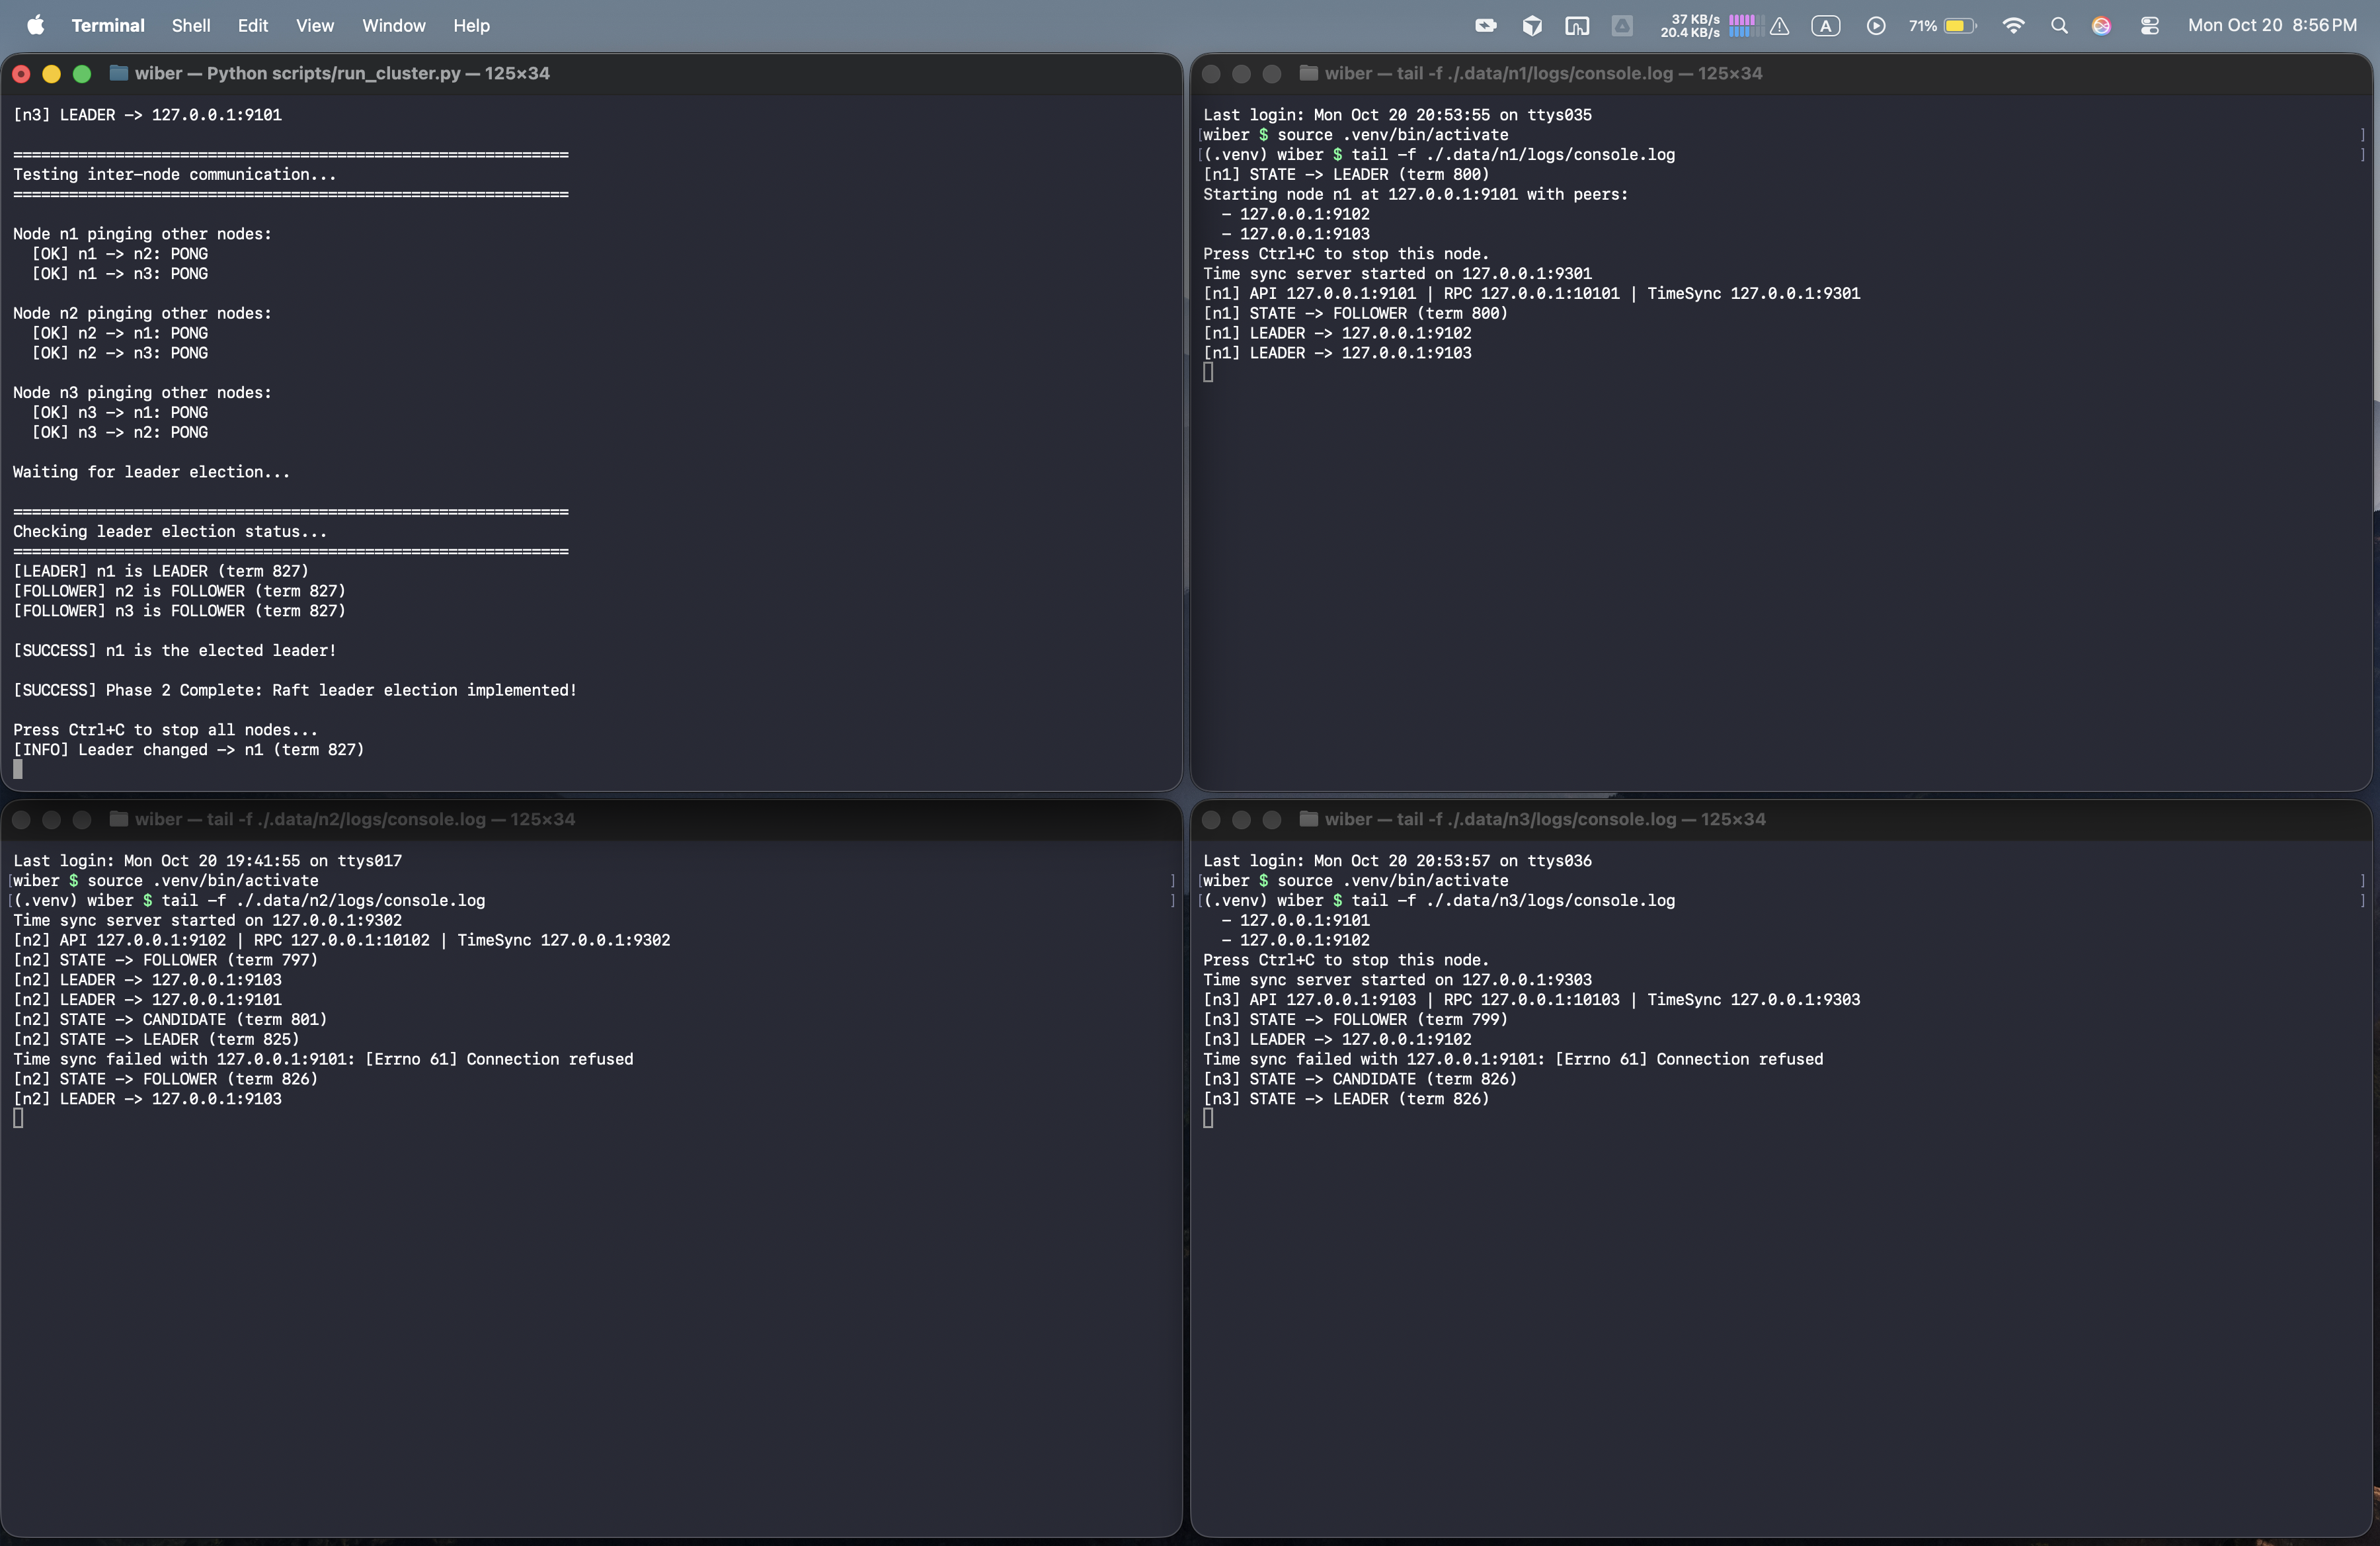 Terminal Shell Edit View Window Help
37 KB/s
20.4 KB/s
A
71%
Mon Oct 20 8:56 PM
wiber — Python scripts/run_cluster.py — 125×34
[n3] LEADER -> 127.0.0.1:9101
============================================================
Testing inter-node communication...
============================================================
Node n1 pinging other nodes:
[OK] n1 -> n2: PONG
[OK] n1 -> n3: PONG
Node n2 pinging other nodes:
[OK] n2 -> n1: PONG
[OK] n2 -> n3: PONG
Node n3 pinging other nodes:
[OK] n3 -> n1: PONG
[OK] n3 -> n2: PONG
Waiting for leader election...
============================================================
Checking leader election status...
============================================================
[LEADER] n1 is LEADER (term 827)
[FOLLOWER] n2 is FOLLOWER (term 827)
[FOLLOWER] n3 is FOLLOWER (term 827)
[SUCCESS] n1 is the elected leader!
[SUCCESS] Phase 2 Complete: Raft leader election implemented!
Press Ctrl+C to stop all nodes...
[INFO] Leader changed -> n1 (term 827)
wiber — tail -f ./.data/n1/logs/console.log — 125×34
Last login: Mon Oct 20 20:53:55 on ttys035
[wiber $ source .venv/bin/activate ]
[(.venv) wiber $ tail -f ./.data/n1/logs/console.log ]
[n1] STATE -> LEADER (term 800)
Starting node n1 at 127.0.0.1:9101 with peers:
- 127.0.0.1:9102
- 127.0.0.1:9103
Press Ctrl+C to stop this node.
Time sync server started on 127.0.0.1:9301
[n1] API 127.0.0.1:9101 | RPC 127.0.0.1:10101 | TimeSync 127.0.0.1:9301
[n1] STATE -> FOLLOWER (term 800)
[n1] LEADER -> 127.0.0.1:9102
[n1] LEADER -> 127.0.0.1:9103
wiber — tail -f ./.data/n2/logs/console.log — 125×34
Last login: Mon Oct 20 19:41:55 on ttys017
[wiber $ source .venv/bin/activate ]
[(.venv) wiber $ tail -f ./.data/n2/logs/console.log ]
Time sync server started on 127.0.0.1:9302
[n2] API 127.0.0.1:9102 | RPC 127.0.0.1:10102 | TimeSync 127.0.0.1:9302
[n2] STATE -> FOLLOWER (term 797)
[n2] LEADER -> 127.0.0.1:9103
[n2] LEADER -> 127.0.0.1:9101
[n2] STATE -> CANDIDATE (term 801)
[n2] STATE -> LEADER (term 825)
Time sync failed with 127.0.0.1:9101: [Errno 61] Connection refused
[n2] STATE -> FOLLOWER (term 826)
[n2] LEADER -> 127.0.0.1:9103
wiber — tail -f ./.data/n3/logs/console.log — 125×34
Last login: Mon Oct 20 20:53:57 on ttys036
[wiber $ source .venv/bin/activate ]
[(.venv) wiber $ tail -f ./.data/n3/logs/console.log ]
- 127.0.0.1:9101
- 127.0.0.1:9102
Press Ctrl+C to stop this node.
Time sync server started on 127.0.0.1:9303
[n3] API 127.0.0.1:9103 | RPC 127.0.0.1:10103 | TimeSync 127.0.0.1:9303
[n3] STATE -> FOLLOWER (term 799)
[n3] LEADER -> 127.0.0.1:9102
Time sync failed with 127.0.0.1:9101: [Errno 61] Connection refused
[n3] STATE -> CANDIDATE (term 826)
[n3] STATE -> LEADER (term 826)